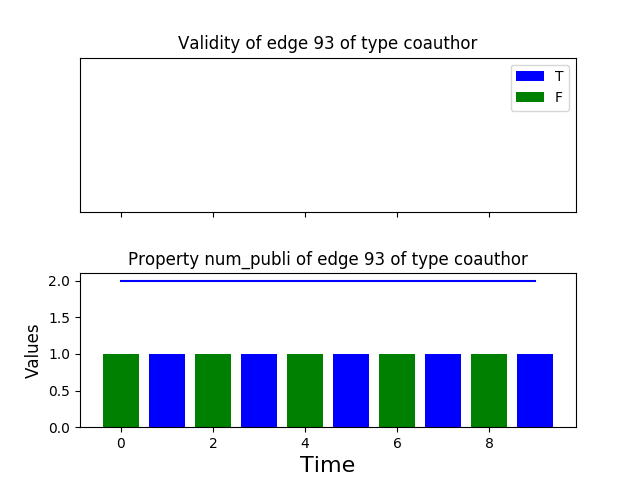 Validity of edge 93 of type coauthor
T
F
Property num_publi of edge 93 of type coauthor
2.0
1.5
1.0
0.5
0.0
Values
0 2 4 6 8
Time